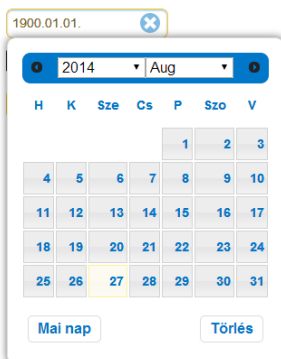 1900.01.01.
2014 Aug
H K Sze Cs P Szo V
1 2 3
4 5 6 7 8 9 10
11 12 13 14 15 16 17
18 19 20 21 22 23 24
25 26 27 28 29 30 31
Mai nap Törlés